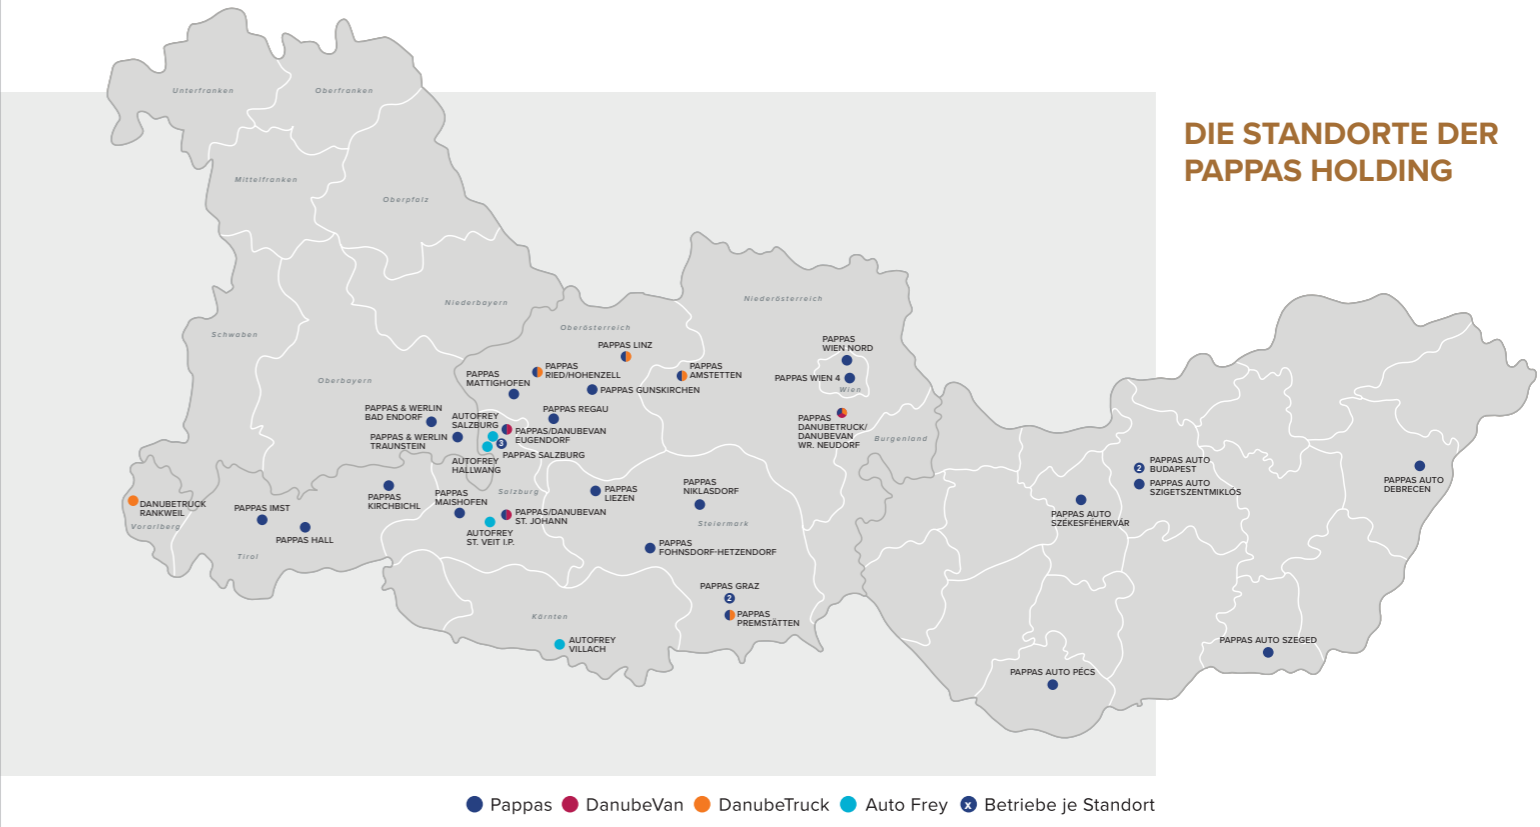 DIE STANDORTE DER
PAPPAS HOLDING
Unterfranken
Oberfranken
Mittelfranken
Oberpfalz
Niederbayern
Schwaben
Oberbayern
Niederösterreich
Oberösterreich
PAPPAS LINZ
PAPPAS
RIED/HOHENZELL
PAPPAS
MATTIGHOFEN
PAPPAS
AMSTETTEN
PAPPAS GUNSKIRCHEN
PAPPAS
WIEN NORD
PAPPAS WIEN 4
Wien
PAPPAS & WERLIN
BAD ENDORF
PAPPAS & WERLIN
TRAUNSTEIN
AUTOFREY
SALZBURG
PAPPAS REGAU
PAPPAS/DANUBEVAN
EUGENDORF
3
PAPPAS SALZBURG
AUTOFREY
HALLWANG
PAPPAS
DANUBETRUCK/
DANUBEVAN
WR. NEUDORF
Burgenland
DANUBETRUCK
RANKWEIL
Vorarlberg
PAPPAS IMST
PAPPAS HALL
Tirol
PAPPAS
KIRCHBICHL
PAPPAS
MAISHOFEN
Salzburg
PAPPAS/DANUBEVAN
ST. JOHANN
AUTOFREY
ST. VEIT I.P.
PAPPAS
LIEZEN
PAPPAS
NIKLASDORF
Steiermark
PAPPAS
FOHNSDORF-HETZENDORF
PAPPAS GRAZ
2
PAPPAS
PREMSTÄTTEN
Kärnten
AUTOFREY
VILLACH
2
PAPPAS AUTO
BUDAPEST
PAPPAS AUTO
SZIGETSZENTMIKLÓS
PAPPAS AUTO
SZÉKESFEHÉRVÁR
PAPPAS AUTO
DEBRECEN
PAPPAS AUTO SZEGED
PAPPAS AUTO PÉCS
Pappas DanubeVan DanubeTruck Auto Frey x Betriebe je Standort